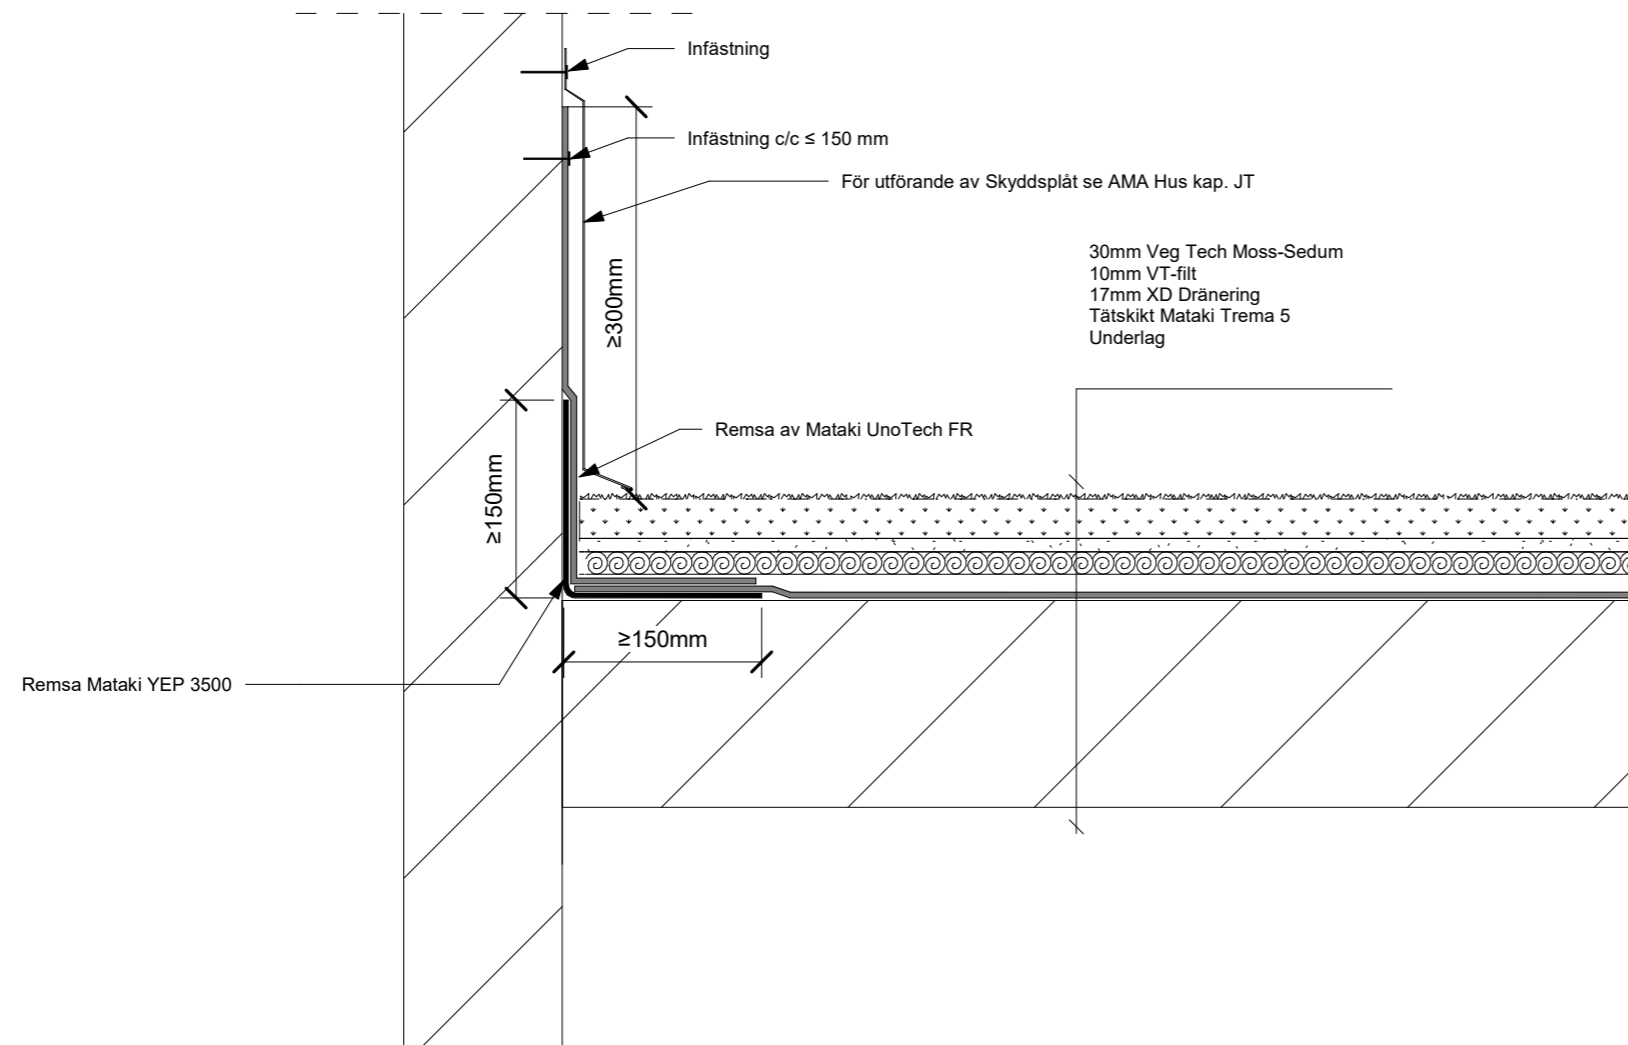 Infästning
Infästning c/c ≤ 150 mm
För utförande av Skyddsplåt se AMA Hus kap. JT
30mm Veg Tech Moss-Sedum
10mm VT-filt
17mm XD Dränering
Tätskikt Mataki Trema 5
Underlag
≥300mm
Remsa av Mataki UnoTech FR
≥150mm
≥150mm
Remsa Mataki YEP 3500